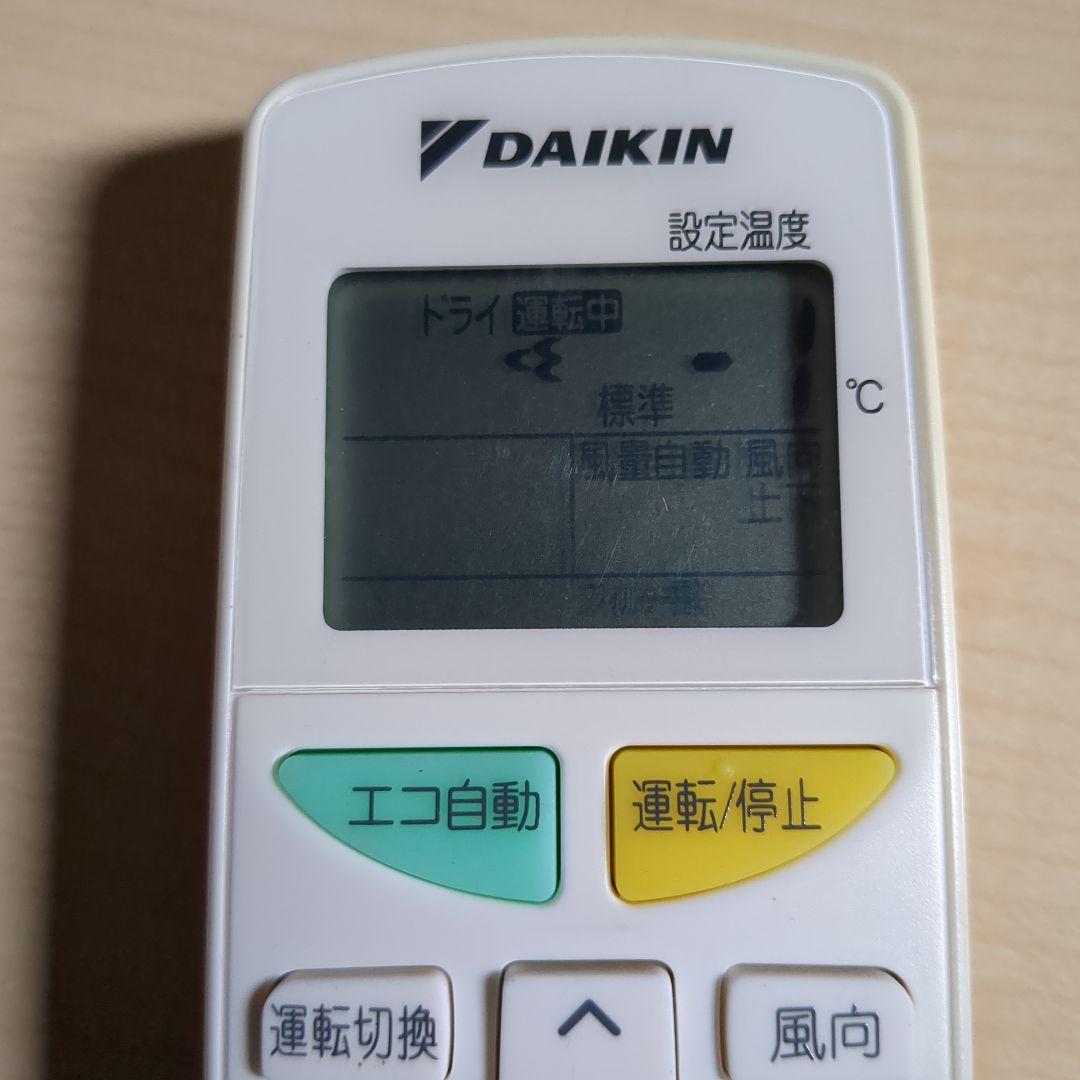 DAIKIN
設定温度
ドライ 運転中
℃
標準
風量自動 風向
上下
エコ自動
運転/停止
運転切換
風向